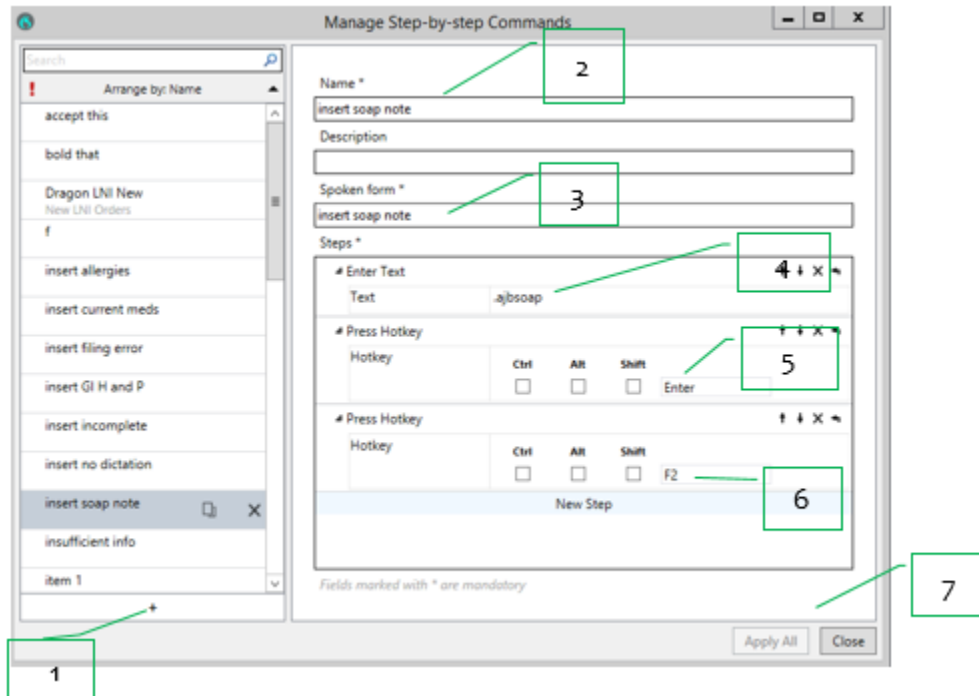 Manage Step-by-step Commands
Search
! Arrange by: Name
accept this
bold that
Dragon LNI New
New LNI Orders
f
insert allergies
insert current meds
insert filing error
insert GI H and P
insert incomplete
insert no dictation
insert soap note
insufficient info
item 1
+
1
2
Name *
insert soap note
Description
3
Spoken form *
insert soap note
Steps *
4
Enter Text
Text .ajbsoap
Press Hotkey
5
Hotkey Ctrl Alt Shift
Enter
Press Hotkey
Hotkey Ctrl Alt Shift
F2
6
New Step
Fields marked with * are mandatory
7
Apply All Close